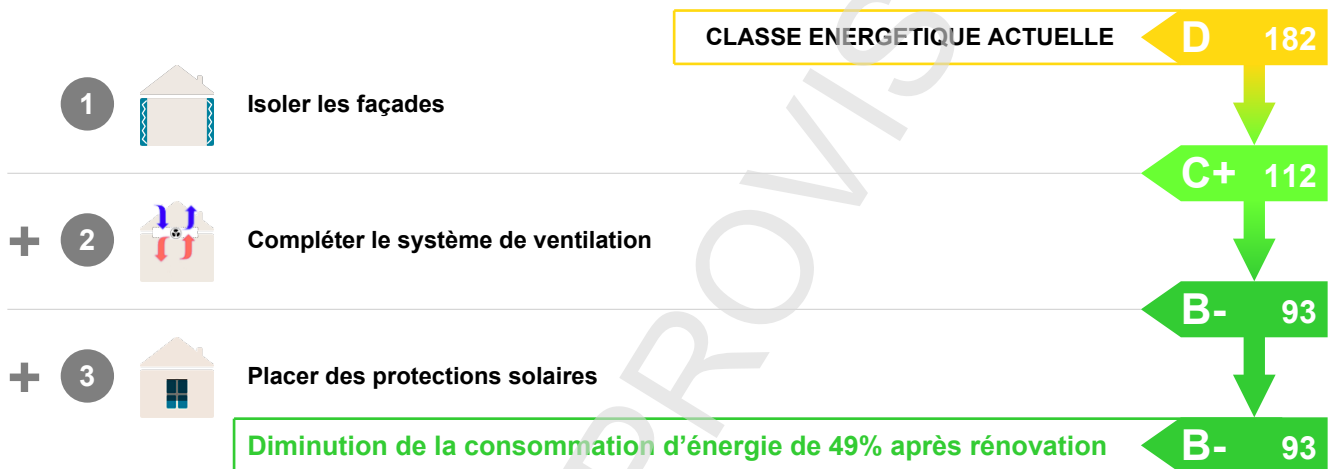 CLASSE ENERGETIQUE ACTUELLE D 182
1 Isoler les façades
C+ 112
+ 2 Compléter le système de ventilation
B- 93
+ 3 Placer des protections solaires
Diminution de la consommation d’énergie de 49% après rénovation B- 93
PROVIS